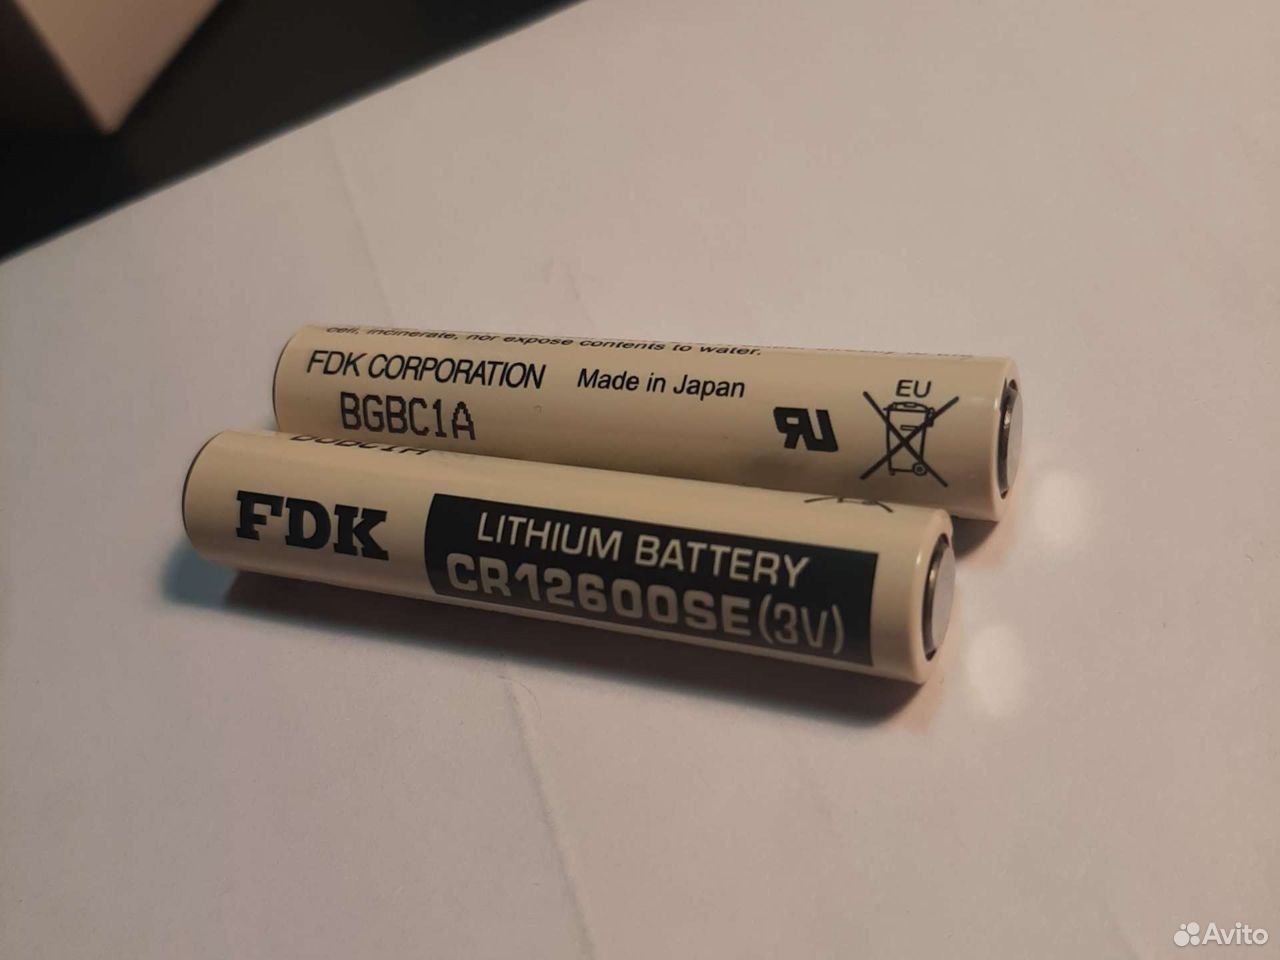 cell, incinerate, nor expose contents to water.
FDK CORPORATION Made in Japan
BGBC1A
EU
BGBC1A
FDK
LITHIUM BATTERY
CR12600SE(3V)
Avito